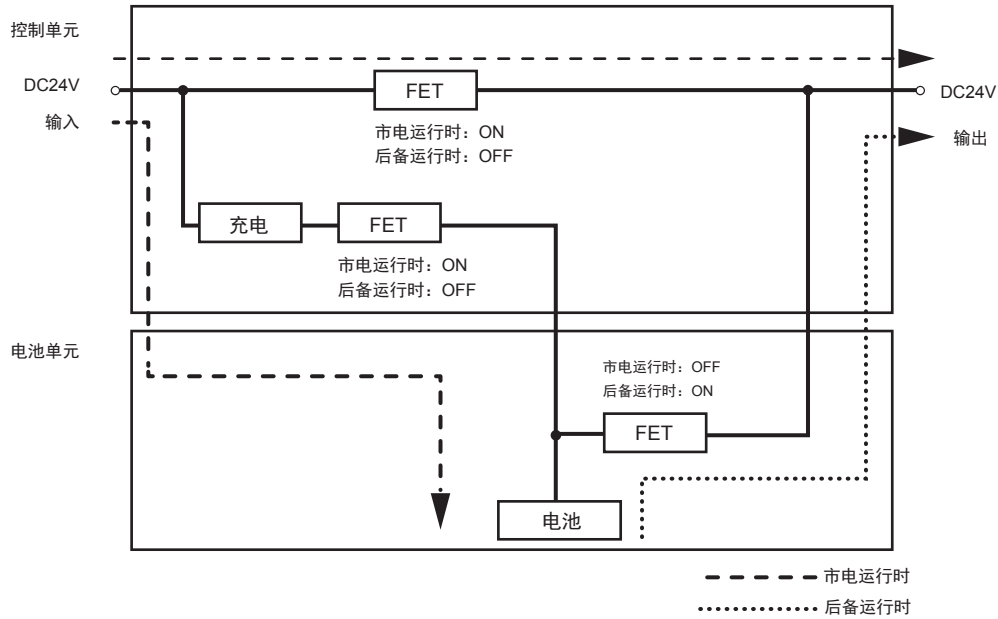 控制单元
DC24V
输入
FET
市电运行时：ON
后备运行时：OFF
DC24V
输出
充电
FET
市电运行时：ON
后备运行时：OFF
电池单元
市电运行时：OFF
后备运行时：ON
FET
电池
市电运行时
后备运行时